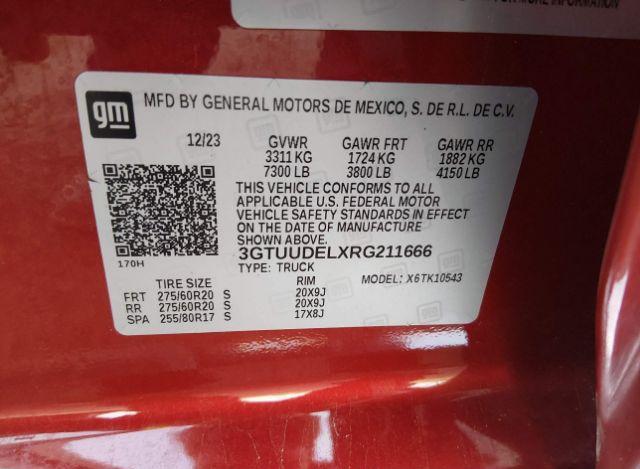 FOR MORE INFORMATION
gm
MFD BY GENERAL MOTORS DE MEXICO, S. DE R.L. DE C.V.
12/23 GVWR GAWR FRT GAWR RR
3311 KG 1724 KG 1882 KG
7300 LB 3800 LB 4150 LB
THIS VEHICLE CONFORMS TO ALL
APPLICABLE U.S. FEDERAL MOTOR
VEHICLE SAFETY STANDARDS IN EFFECT
ON THE DATE OF MANUFACTURE
SHOWN ABOVE.
170H 3GTUUDELXRG211666
TYPE: TRUCK MODEL: X6TK10543
TIRE SIZE RIM
FRT 275/60R20 S 20X9J
RR 275/60R20 S 20X9J
SPA 255/80R17 S 17X8J